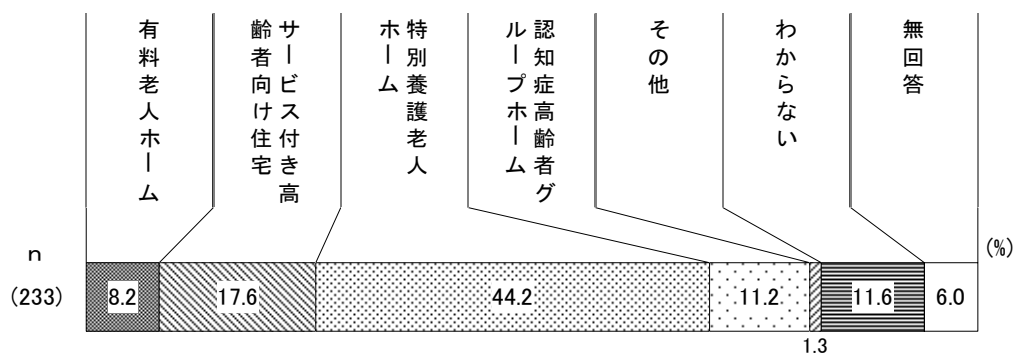 有料老人ホーム
サービス付き高
齢者向け住宅
特別養護老人
ホーム
認知症高齢者グ
ループホーム
その他
わからない
無回答
n
(%)
(233)
8.2
17.6
44.2
11.2
1.3
11.6
6.0